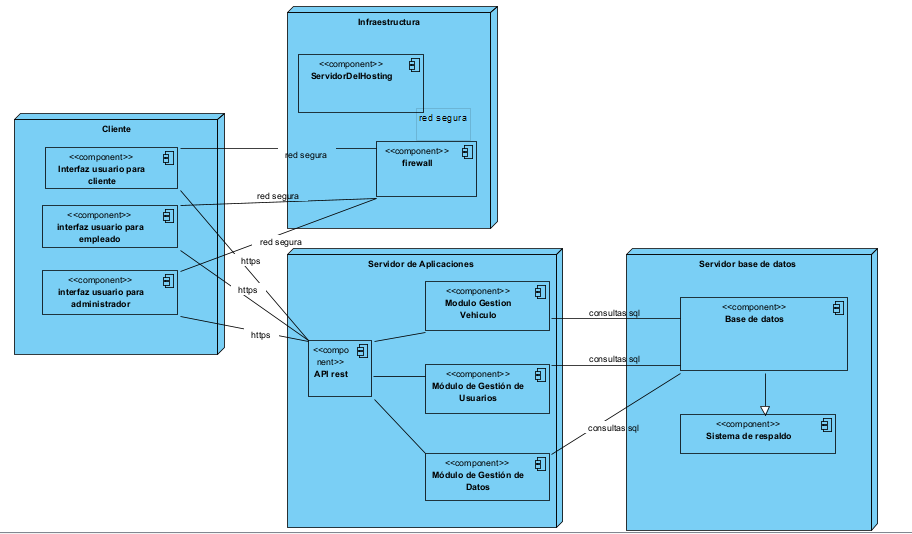 Infraestructura
<<component>>
ServidorDelHosting
red segura
<<component>>
firewall
Cliente
<<component>>
Interfaz usuario para
cliente
<<component>>
interfaz usuario para
empleado
<<component>>
interfaz usuario para
administrador
red segura
red segura
red segura
https
https
https
Servidor de Aplicaciones
<<compo
nent>>
API rest
<<component>>
Modulo Gestion
Vehiculo
<<component>>
Módulo de Gestión de
Usuarios
<<component>>
Módulo de Gestión de
Datos
consultas sql
consultas sql
consultas sql
Servidor base de datos
<<component>>
Base de datos
<<component>>
Sistema de respaldo